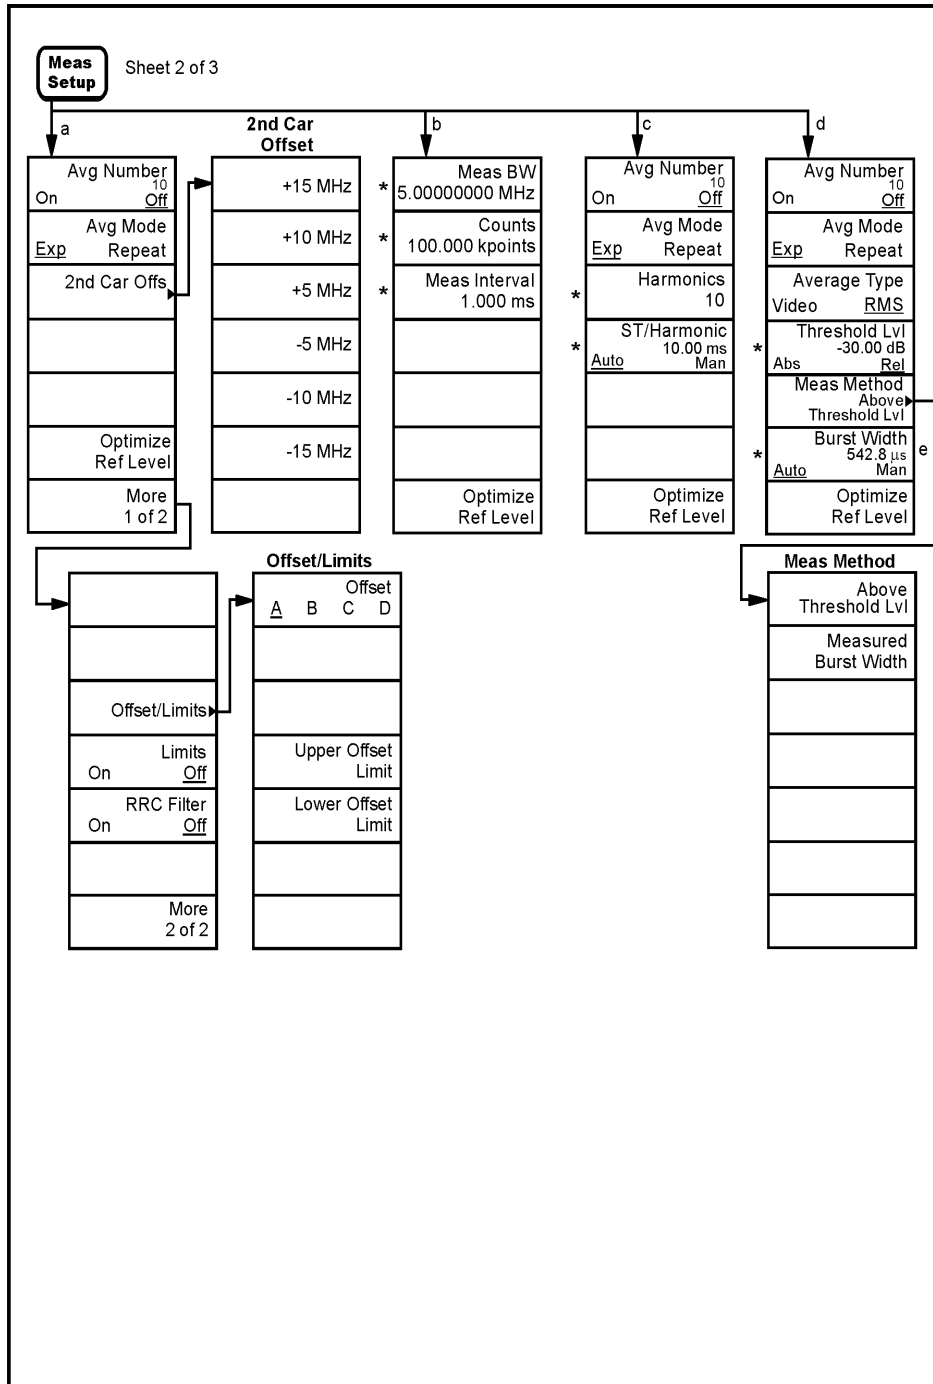 Meas
Setup
Sheet 2 of 3
a
2nd Car
Offset
b
c
d
Avg Number
10
On Off
Avg Mode
Exp Repeat
2nd Car Offs
Optimize
Ref Level
More
1 of 2
+15 MHz
+10 MHz
+5 MHz
-5 MHz
-10 MHz
-15 MHz
* Meas BW
5.00000000 MHz
* Counts
100.000 kpoints
* Meas Interval
1.000 ms
Optimize
Ref Level
Avg Number
10
On Off
Avg Mode
Exp Repeat
* Harmonics
10
* ST/Harmonic
10.00 ms
Auto Man
Optimize
Ref Level
Avg Number
10
On Off
Avg Mode
Exp Repeat
Average Type
Video RMS
* Threshold Lvl
-30.00 dB
Abs Rel
Meas Method
Above
Threshold Lvl
* Burst Width
542.8 µs
Auto Man
e
Optimize
Ref Level
Offset/Limits
Limits
On Off
RRC Filter
On Off
More
2 of 2
Offset/Limits
Offset
A B C D
Upper Offset
Limit
Lower Offset
Limit
Meas Method
Above
Threshold Lvl
Measured
Burst Width